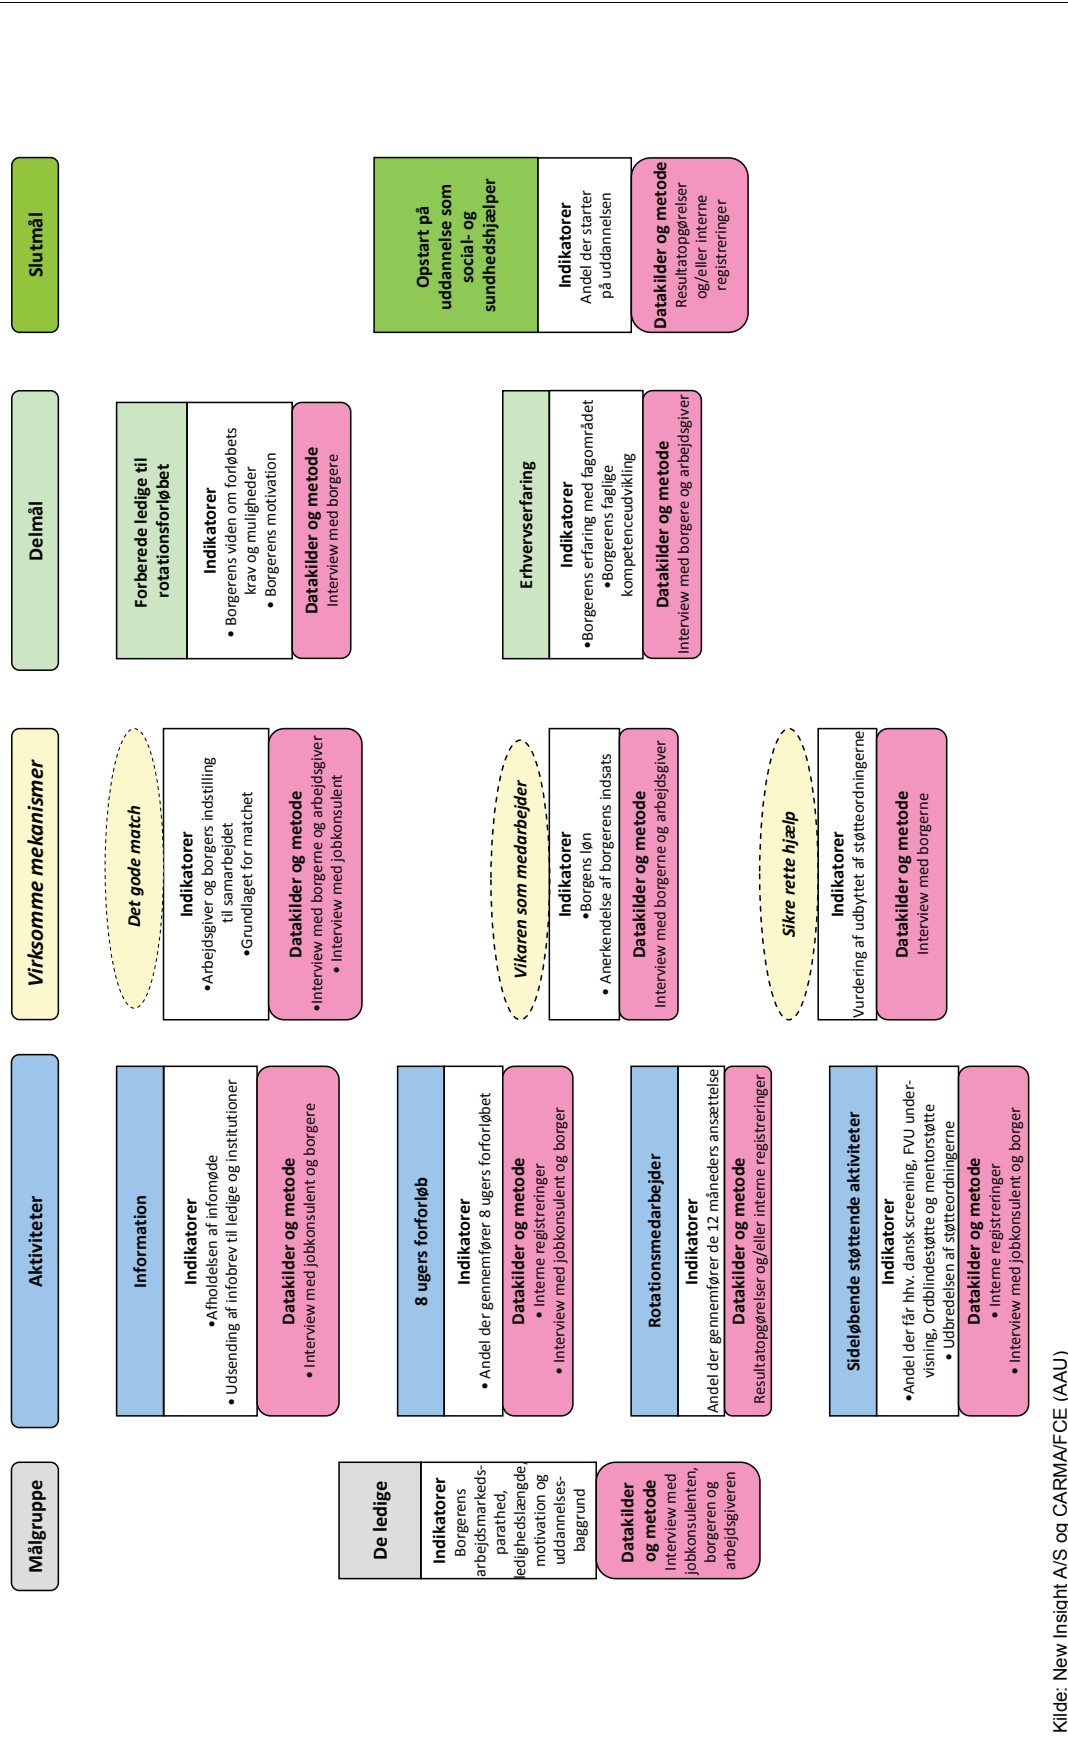 Målgruppe
De ledige
Indikatorer
Borgerens
arbejdsmarkeds-
parathed,
ledighedslængde,
motivation og
uddannelses-
baggrund
Datakilder
og metode
Interview med
jobkonsulenten,
borgeren og
arbejdsgiveren
Aktiviteter
Information
Indikatorer
•Afholdelsen af infomøde
• Udsending af infobrev til ledige og institutioner
Datakilder og metode
• Interview med jobkonsulent og borgere
8 ugers forforløb
Indikatorer
• Andel der gennemfører 8 ugers forforløbet
Datakilder og metode
• Interne registreringer
• Interview med jobkonsulent og borger
Rotationsmedarbejder
Indikatorer
Andel der gennemfører de 12 måneders ansættelse
Datakilder og metode
Resultatopgørelser og/eller interne registreringer
Sideløbende støttende aktiviteter
Indikatorer
•Andel der får hhv. dansk screening, FVU under-
visning, Ordblindestøtte og mentorstøtte
• Udbredelsen af støtteordningerne
Datakilder og metode
• Interne registreringer
• Interview med jobkonsulent og borger
Virksomme mekanismer
Det gode match
Indikatorer
•Arbejdsgiver og borgers indstilling
til samarbejdet
•Grundlaget for matchet
Datakilder og metode
•Interview med borgerne og arbejdsgiver
• Interview med jobkonsulent
Vikaren som medarbejder
Indikatorer
•Borgens løn
• Anerkendelse af borgerens indsats
Datakilder og metode
Interview med borgerne og arbejdsgiver
Sikre rette hjælp
Indikatorer
Vurdering af udbyttet af støtteordningerne
Datakilder og metode
Interview med borgerne
Delmål
Forberede ledige til
rotationsforløbet
Indikatorer
• Borgerens viden om forløbets
krav og muligheder
• Borgerens motivation
Datakilder og metode
Interview med borgere
Erhvervserfaring
Indikatorer
•Borgerens erfaring med fagområdet
•Borgerens faglige
kompetenceudvikling
Datakilder og metode
Interview med borgere og arbejdsgiver
Slutmål
Opstart på
uddannelse som
social- og
sundhedshjælper
Indikatorer
Andel der starter
på uddannelsen
Datakilder og metode
Resultatopgørelser
og/eller interne
registreringer
Kilde: New Insight A/S og CARMA/FCE (AAU)